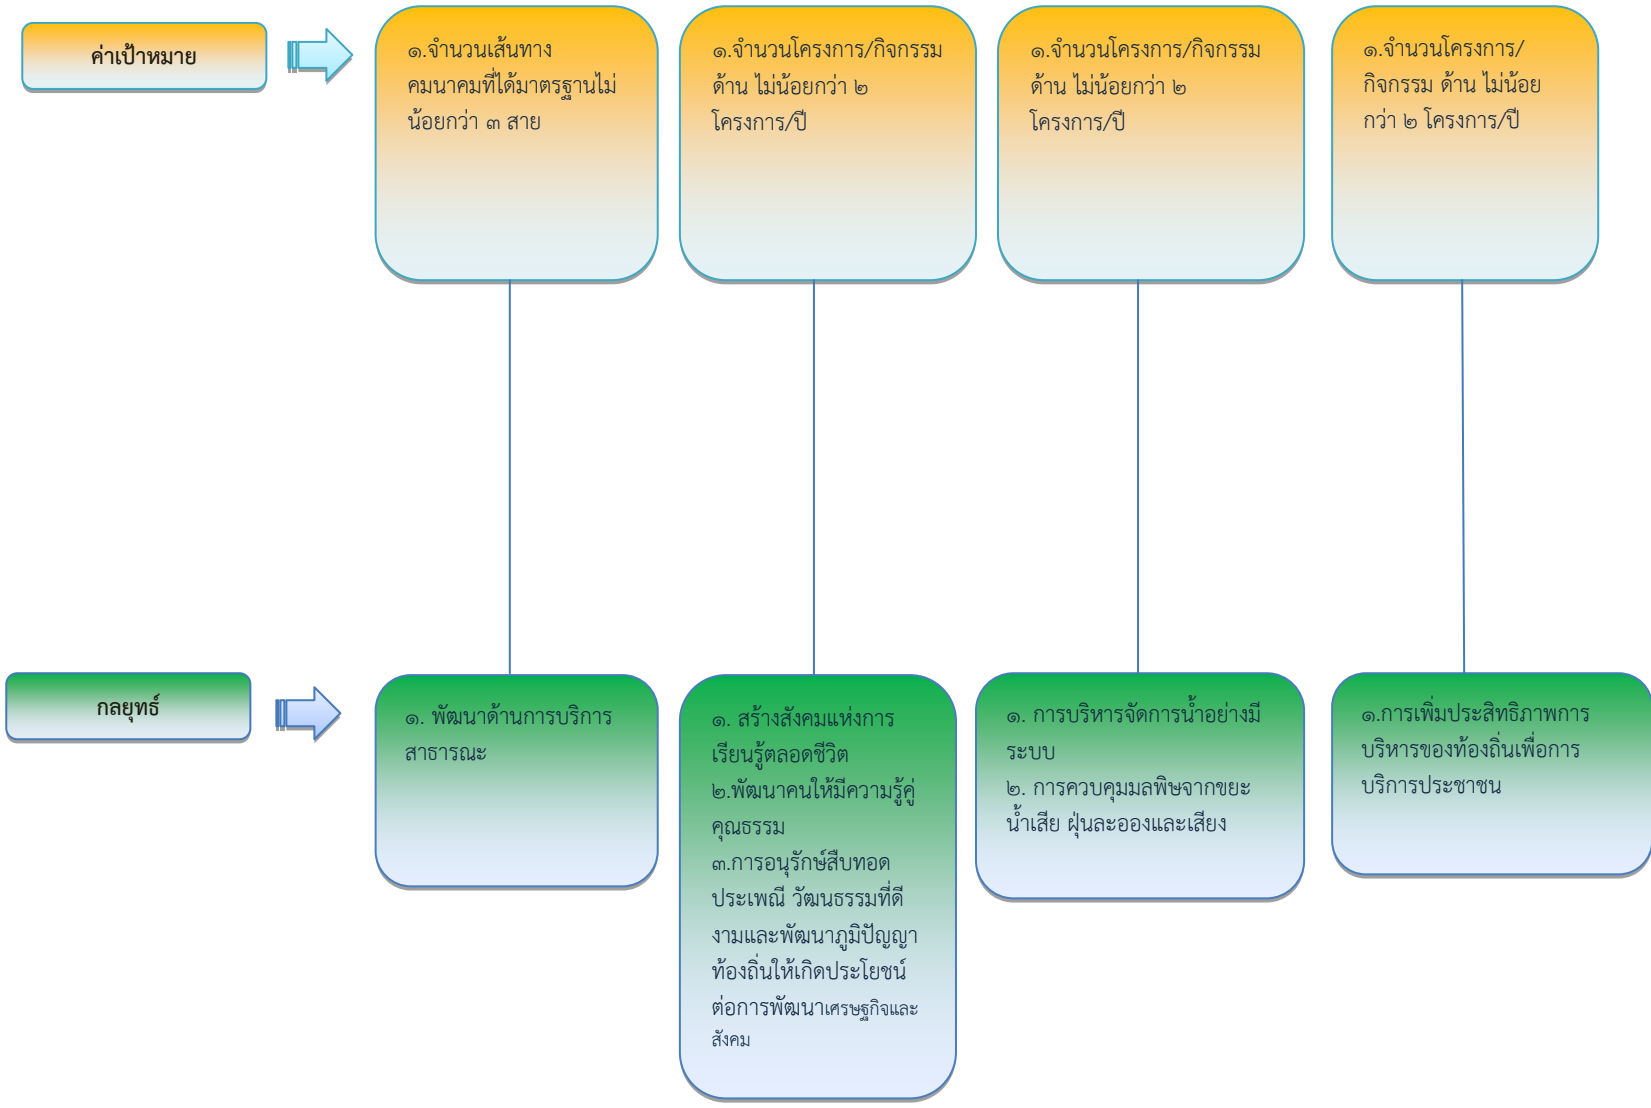 ค่าเป้าหมาย
๑.จำนวนเส้นทาง
คมนาคมที่ได้มาตรฐานไม่
น้อยกว่า ๓ สาย
๑.จำนวนโครงการ/กิจกรรม
ด้าน ไม่น้อยกว่า ๒
โครงการ/ปี
๑.จำนวนโครงการ/กิจกรรม
ด้าน ไม่น้อยกว่า ๒
โครงการ/ปี
๑.จำนวนโครงการ/
กิจกรรม ด้าน ไม่น้อย
กว่า ๒ โครงการ/ปี
กลยุทธ์
๑. พัฒนาด้านการบริการ
สาธารณะ
๑. สร้างสังคมแห่งการ
เรียนรู้ตลอดชีวิต
๒.พัฒนาคนให้มีความรู้คู่
คุณธรรม
๓.การอนุรักษ์สืบทอด
ประเพณี วัฒนธรรมที่ดี
งามและพัฒนาภูมิปัญญา
ท้องถิ่นให้เกิดประโยชน์
ต่อการพัฒนาเศรษฐกิจและ
สังคม
๑. การบริหารจัดการน้ำอย่างมี
ระบบ
๒. การควบคุมมลพิษจากขยะ
น้ำเสีย ฝุ่นละอองและเสียง
๑.การเพิ่มประสิทธิภาพการ
บริหารของท้องถิ่นเพื่อการ
บริการประชาชน